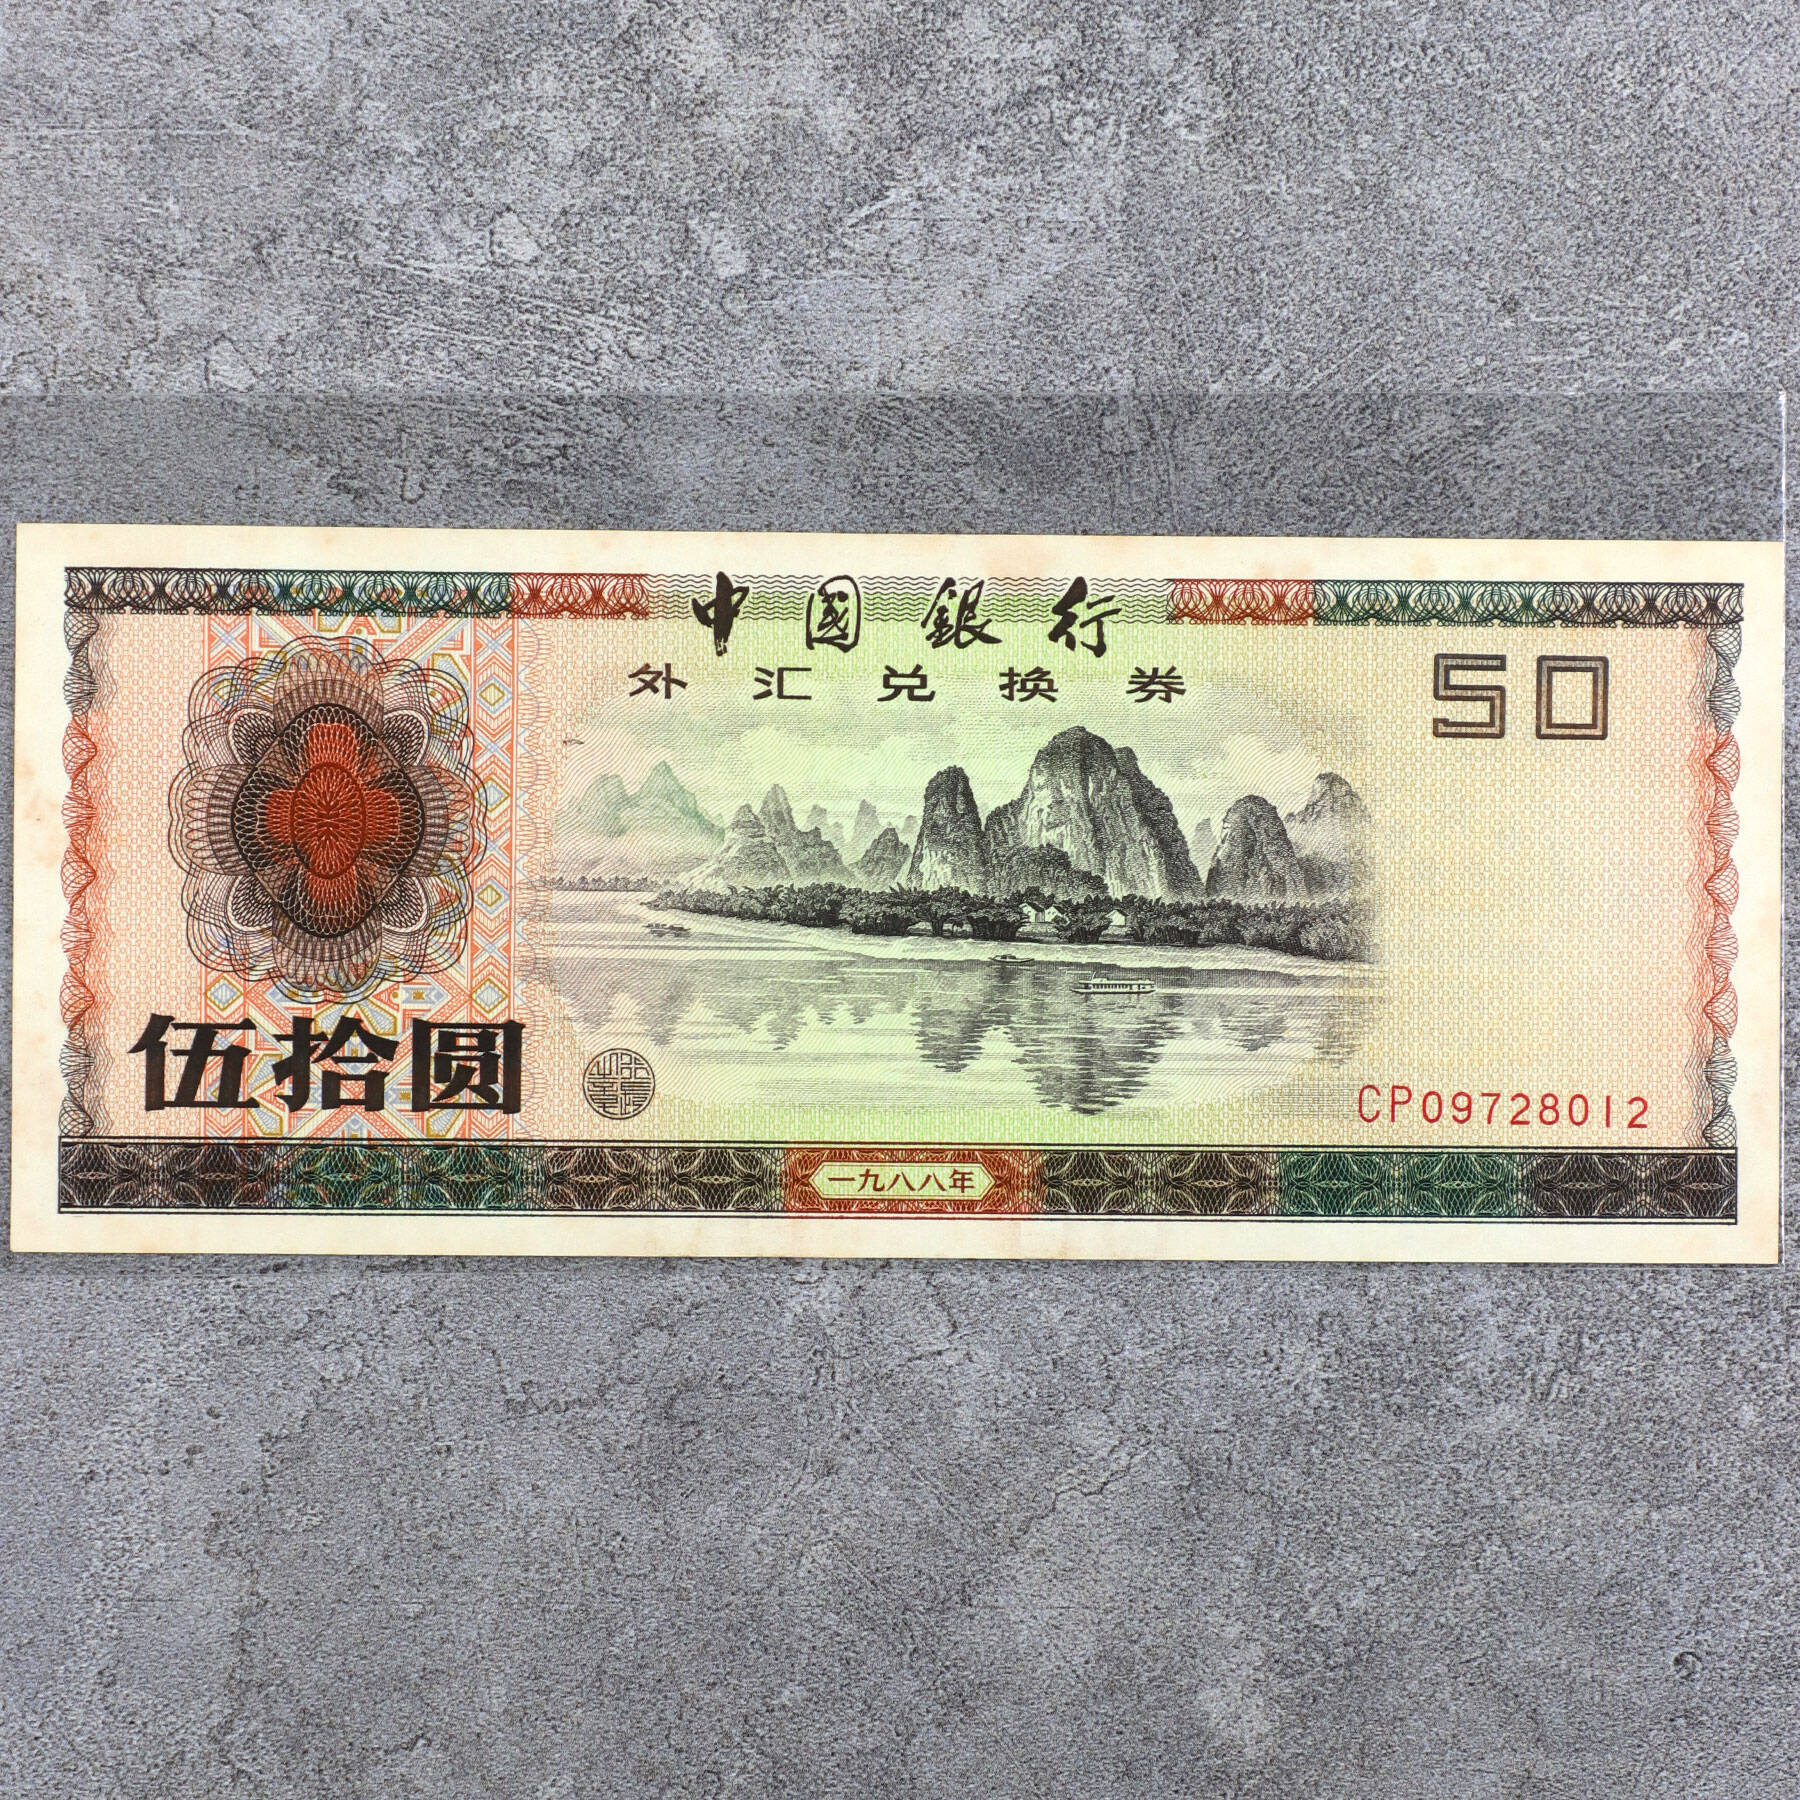 中國銀行
外汇兑换券
50
伍拾圆
CP09728012
一九八八年